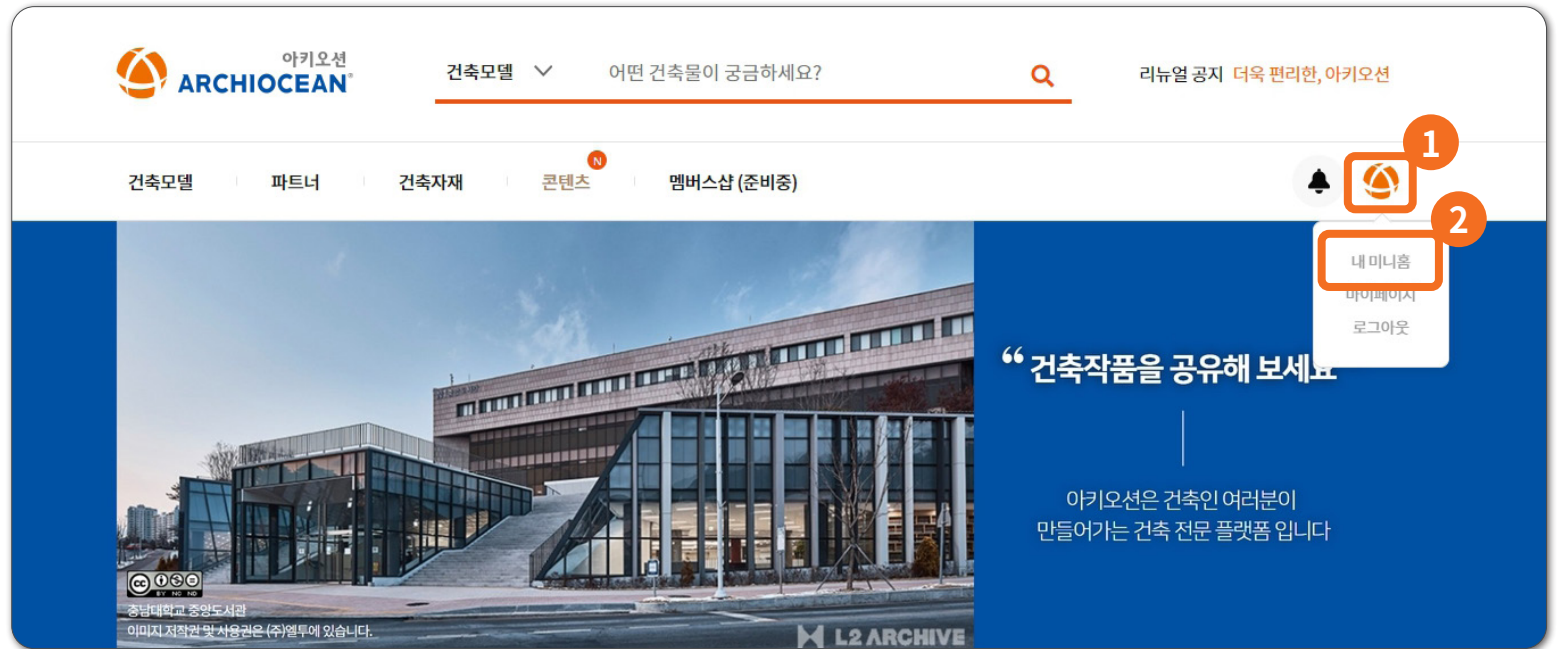 아키오션
ARCHIOCEAN®
건축모델
어떤 건축물이 궁금하세요?
리뉴얼 공지 더욱 편리한, 아키오션
1
건축모델
파트너
건축자재
콘텐츠
N
멤버스샵 (준비중)
2
내 미니홈
마이페이지
로그아웃
“건축작품을 공유해 보세요
아키오션은 건축인 여러분이
만들어가는 건축 전문 플랫폼 입니다
cc
BY NC ND
충남대학교 중앙도서관
이미지 저작권 및 사용권은 (주)엘투에 있습니다.
L2 ARCHIVE